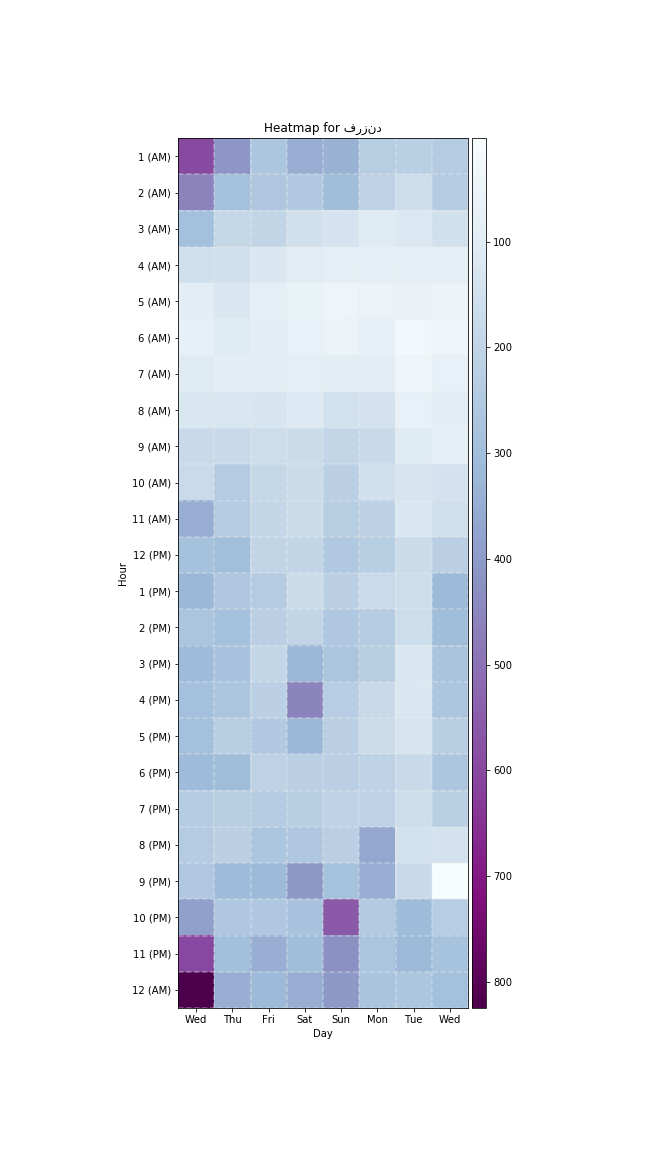 Heatmap for دنزرف
1 (AM)
2 (AM)
3 (AM)
4 (AM)
5 (AM)
6 (AM)
7 (AM)
8 (AM)
9 (AM)
10 (AM)
11 (AM)
12 (PM)
1 (PM)
2 (PM)
3 (PM)
4 (PM)
5 (PM)
6 (PM)
7 (PM)
8 (PM)
9 (PM)
10 (PM)
11 (PM)
12 (AM)
Hour
Wed Thu Fri Sat Sun Mon Tue Wed
Day
100
200
300
400
500
600
700
800